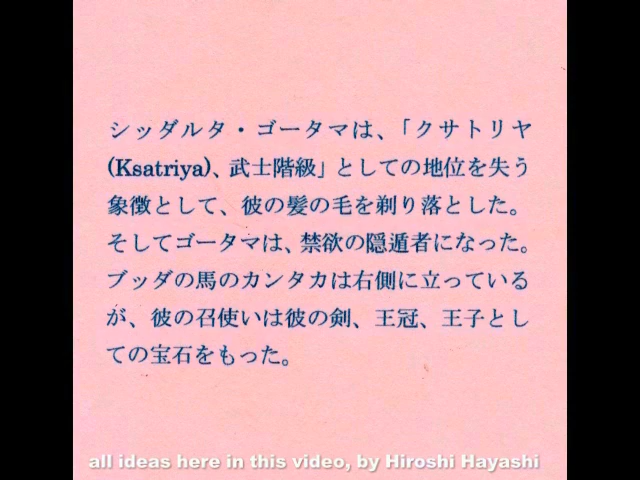 シッダルタ・ゴータマは、「クサトリヤ
(Ksatriya)、武士階級」としての地位を失う
象徴として、彼の髪の毛を剃り落とした。
そしてゴータマは、禁欲の隠遁者になった。
ブッダの馬のカンタカは右側に立っている
が、彼の召使いは彼の剣、王冠、王子とし
ての宝石をもった。
all ideas here in this video, by Hiroshi Hayashi